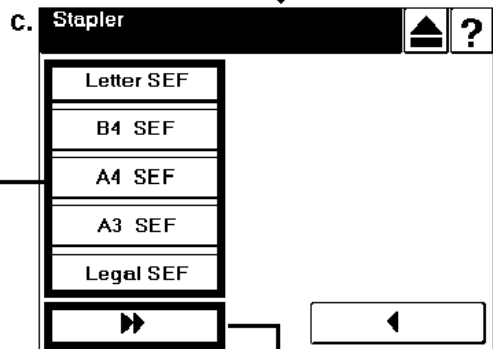 C. Stapler ?
Letter SEF
B4 SEF
A4 SEF
A3 SEF
Legal SEF